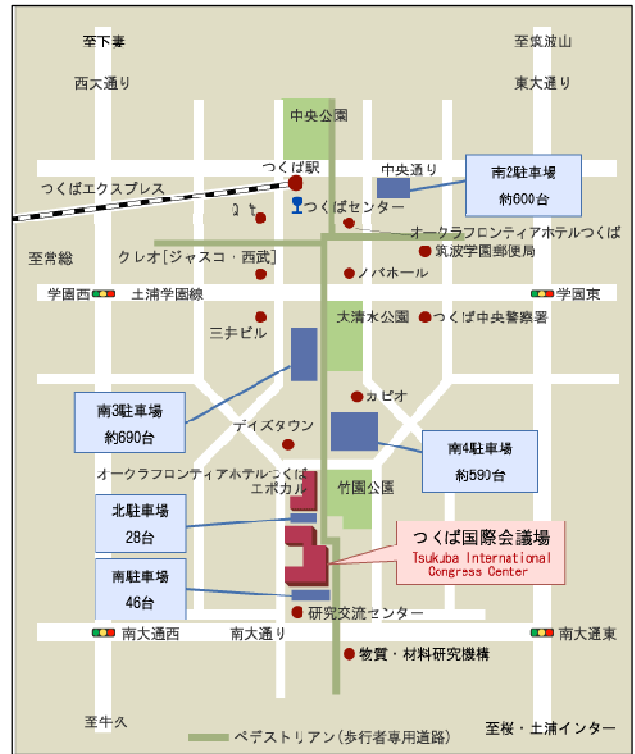 至下妻
至筑波山
西大通り
東大通り
中央公園
つくば駅
中央通り
南2駐車場
約600台
つくばエクスプレス
Q t
つくばセンター
オークラフロンティアホテルつくば
筑波学園郵便局
至常総
クレオ[ジャスコ・西武]
ノバホール
学園西
土浦学園線
学園東
大清水公園
つくば中央警察署
三井ビル
カピオ
南3駐車場
約690台
デイズタウン
南4駐車場
約590台
オークラフロンティアホテルつくば
エポカル
竹園公園
北駐車場
28台
つくば国際会議場
Tsukuba International
Congress Center
南駐車場
46台
研究交流センター
南大通西
南大通り
南大通東
物質・材料研究機構
至牛久
至桜・土浦インター
ペデストリアン(歩行者専用道路)